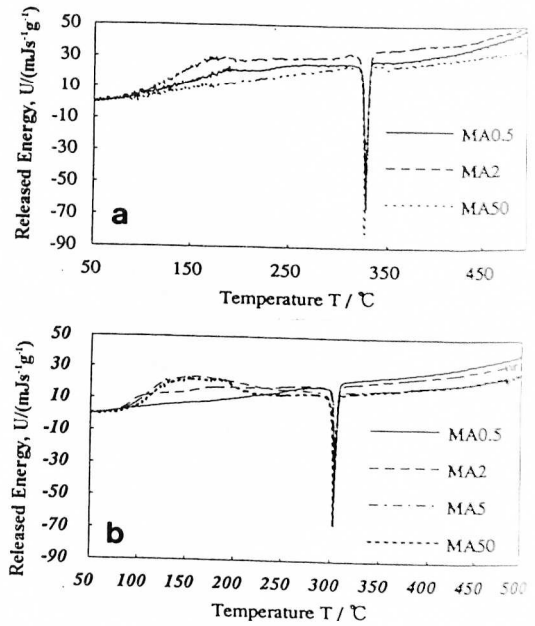 50
30
10
-10
-30
-50
-70
-90
Released Energy, U/(mJs⁻¹g⁻¹)
a
MA0.5
MA2
MA50
50 150 250 350 450
Temperature T / ℃
50
30
10
-10
-30
-50
-70
-90
Released Energy, U/(mJs⁻¹g⁻¹)
b
MA0.5
MA2
MA5
MA50
50 100 150 200 250 300 350 400 450 500
Temperature T / ℃